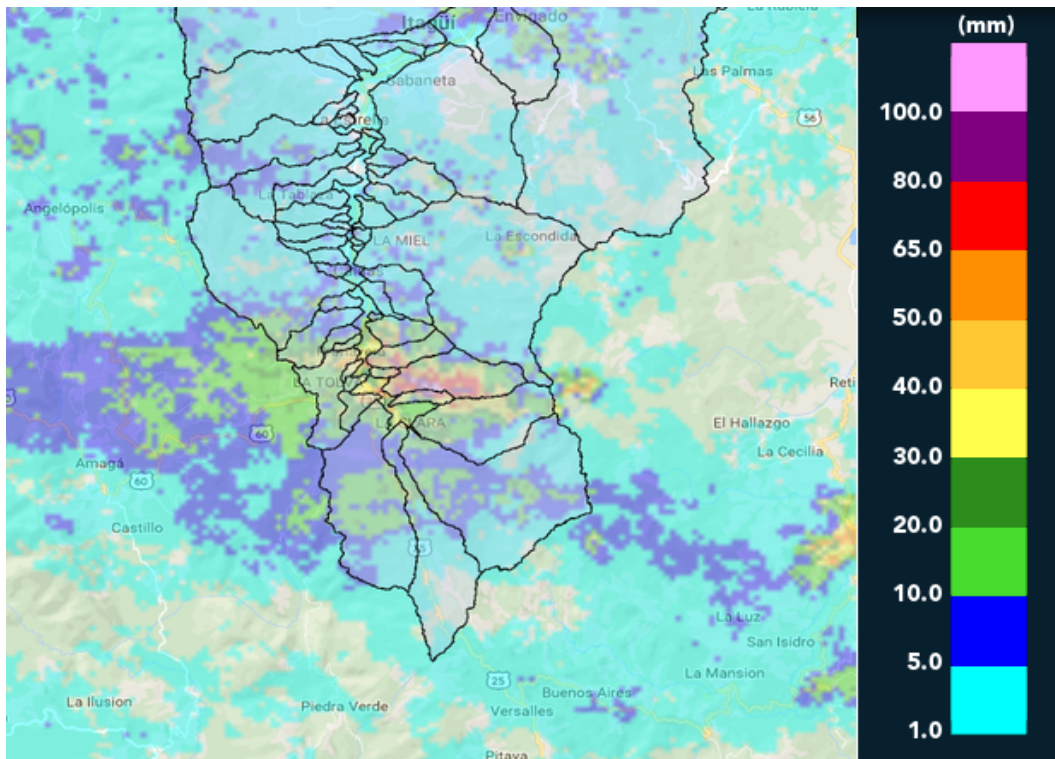 Itagüí
Envigado
La Rubiera
(mm)
Las Palmas
Sabaneta
100.0
56
La Estrella
80.0
Angelópolis
La Tablaza
LA MIEL
La Escondida
65.0
Caldas
50.0
40.0
Reti
LA TOLVA
60
LA CLARA
El Hallazgo
La Cecilia
30.0
Amagá
60
Castillo
20.0
10.0
La Luz
San Isidro
5.0
25
La Mansion
La Ilusion
Piedra Verde
Buenos Aires
Versalles
1.0
Pitaya